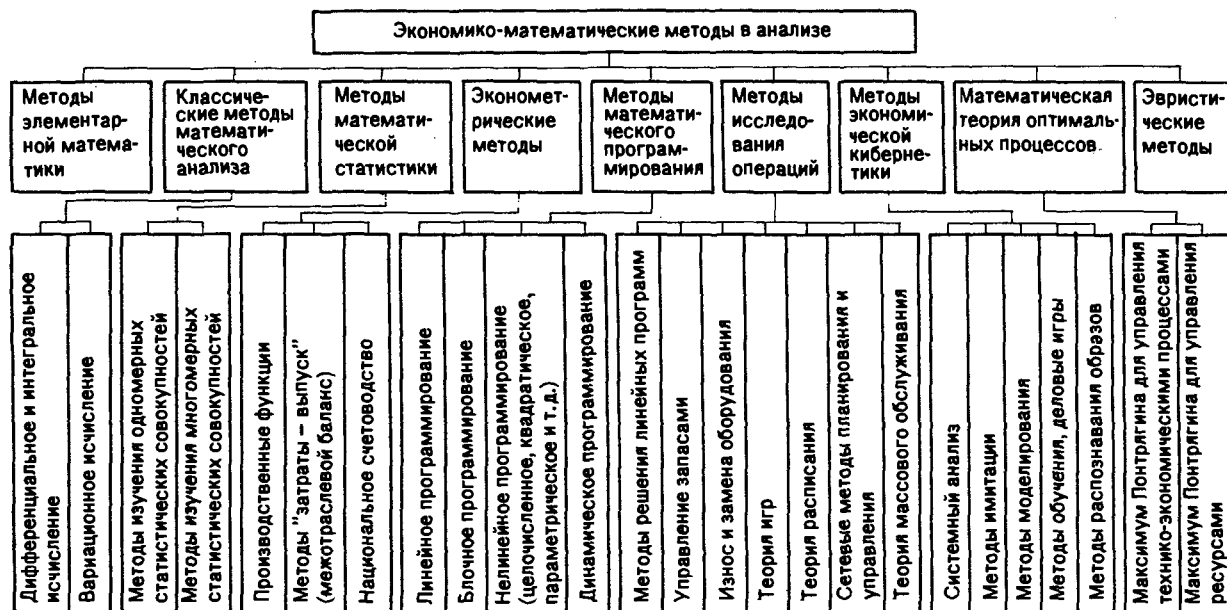 Экономико-математические методы в анализе
Методы
элементар-
ной матема-
тики
Классиче-
ские методы
математи-
ческого
анализа
Методы
математи-
ческой
статистики
Экономет-
рические
методы
Методы
математи-
ческого
програм-
мирования
Методы
исследо-
вания
операций
Методы
экономи-
ческой
киберне-
тики
Математическая
теория оптималь-
ных процессов
Эвристи-
ческие
методы
Дифференциальное и интегральное
исчисление
Вариационное исчисление
Методы изучения одномерных
статистических совокупностей
Методы изучения многомерных
статистических совокупностей
Производственные функции
Методы "затраты – выпуск"
(межотраслевой баланс)
Национальное счетоводство
Линейное программирование
Блочное программирование
Нелинейное программирование
(целочисленное, квадратическое,
параметрическое и т.д.)
Динамическое программирование
Методы решения линейных программ
Управление запасами
Износ и замена оборудования
Теория игр
Теория расписания
Сетевые методы планирования и
управления
Теория массового обслуживания
Системный анализ
Методы имитации
Методы моделирования
Методы обучения, деловые игры
Методы распознавания образов
Максимум Понтрягина для управления
технико-экономическими процессами
Максимум Понтрягина для управления
ресурсами